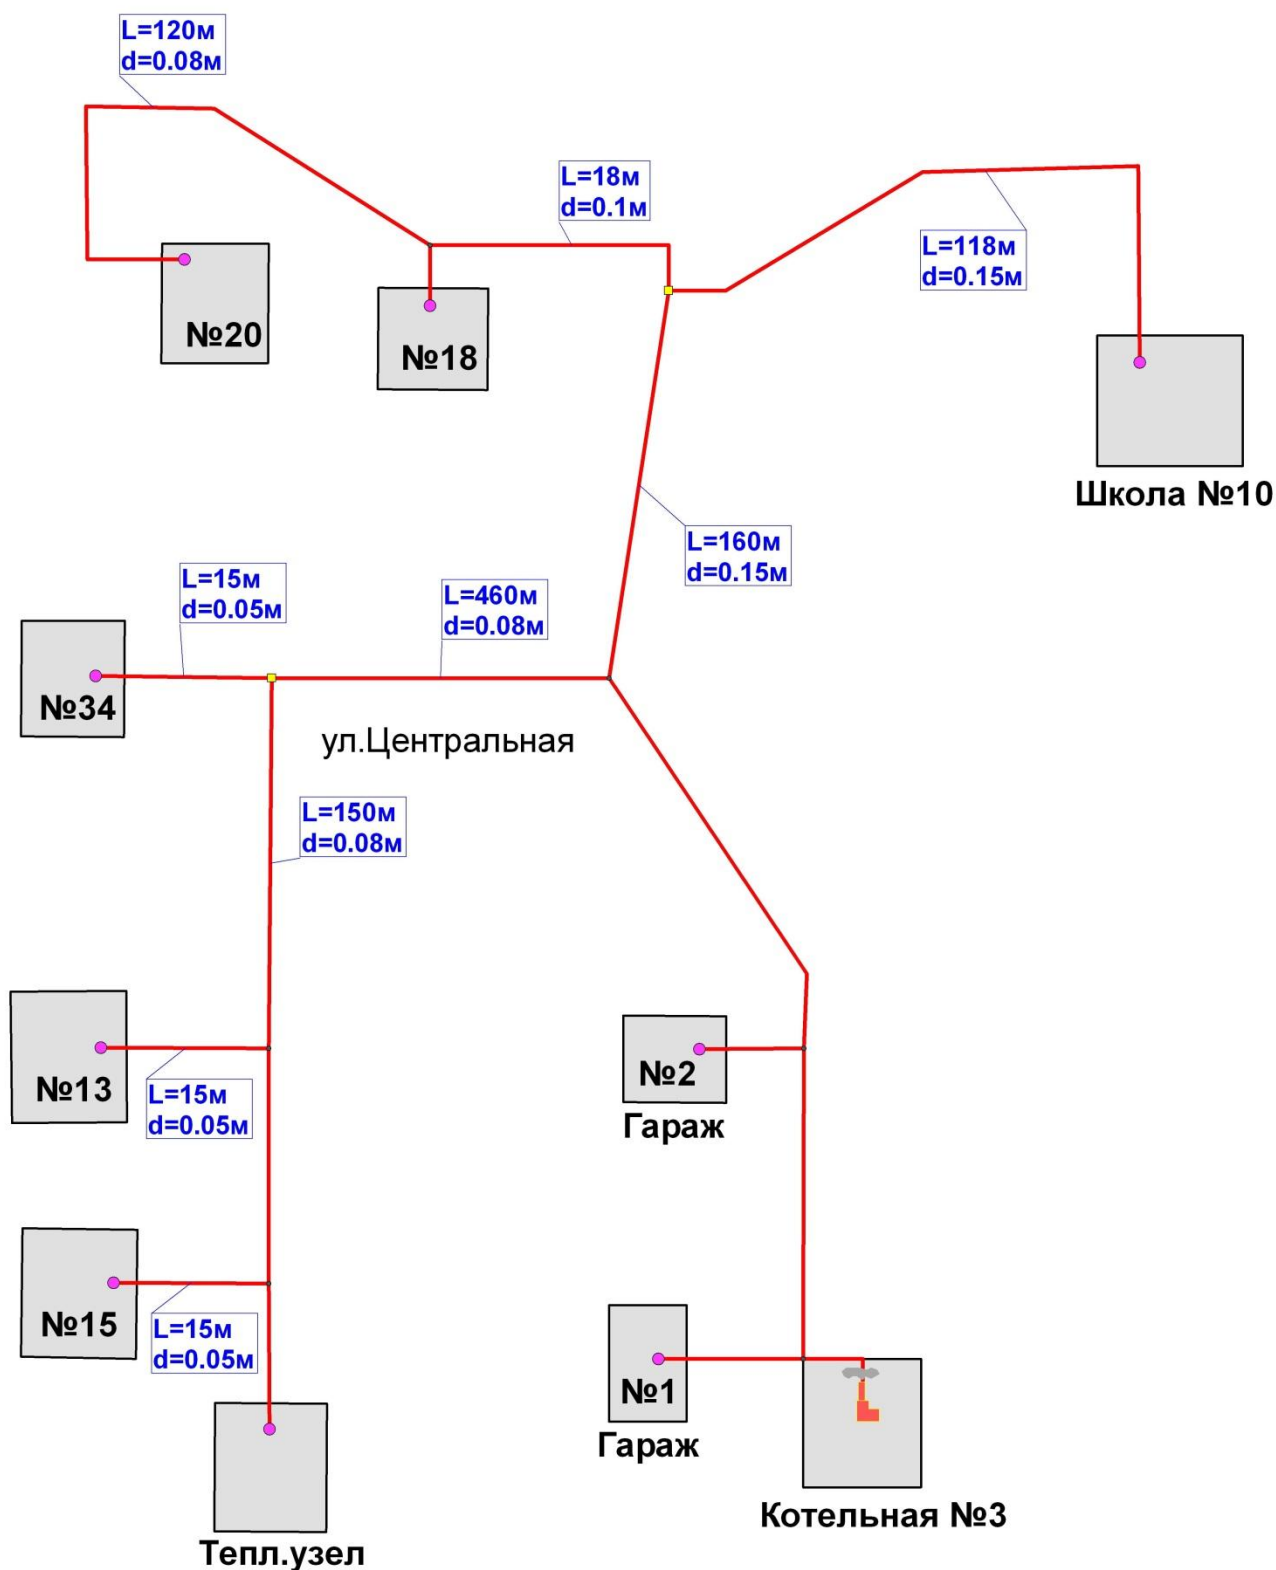 L=120м
d=0.08м
L=18м
d=0.1м
L=118м
d=0.15м
№20
№18
Школа №10
L=160м
d=0.15м
L=15м
d=0.05м
L=460м
d=0.08м
№34
ул.Центральная
L=150м
d=0.08м
№13
L=15м
d=0.05м
№2
Гараж
№15
L=15м
d=0.05м
№1
Гараж
Котельная №3
Тепл.узел